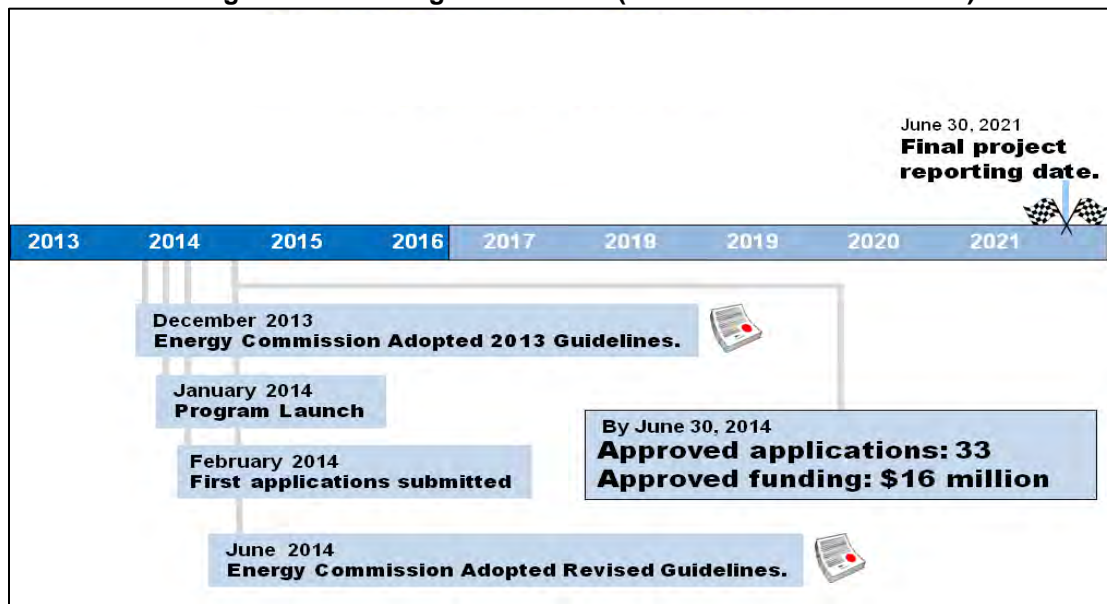 June 30, 2021
Final project
reporting date.
2013 2014 2015 2016 2017 2018 2019 2020 2021
December 2013
Energy Commission Adopted 2013 Guidelines.
January 2014
Program Launch
February 2014
First applications submitted
By June 30, 2014
Approved applications: 33
Approved funding: $16 million
June 2014
Energy Commission Adopted Revised Guidelines.